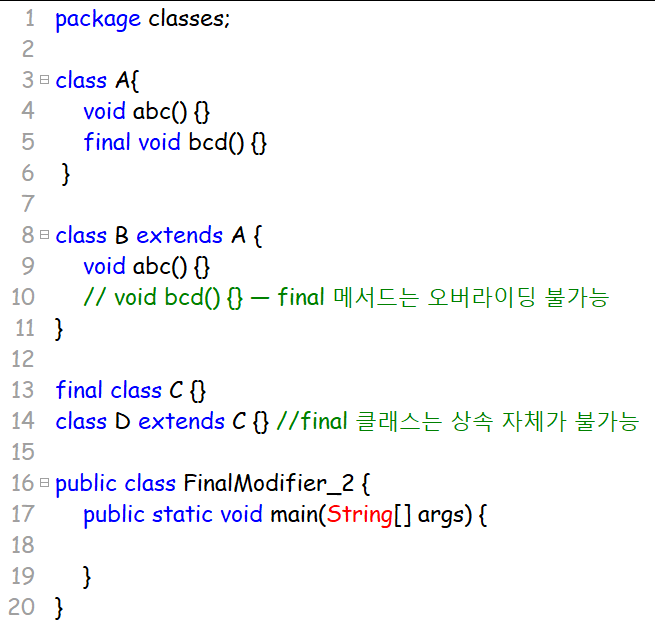 1 package classes;
2
3 class A{
4 void abc() {}
5 final void bcd() {}
6 }
7
8 class B extends A {
9 void abc() {}
10 // void bcd() {} — final 메서드는 오버라이딩 불가능
11 }
12
13 final class C {}
14 class D extends C {} //final 클래스는 상속 자체가 불가능
15
16 public class FinalModifier_2 {
17 public static void main(String[] args) {
18
19 }
20 }